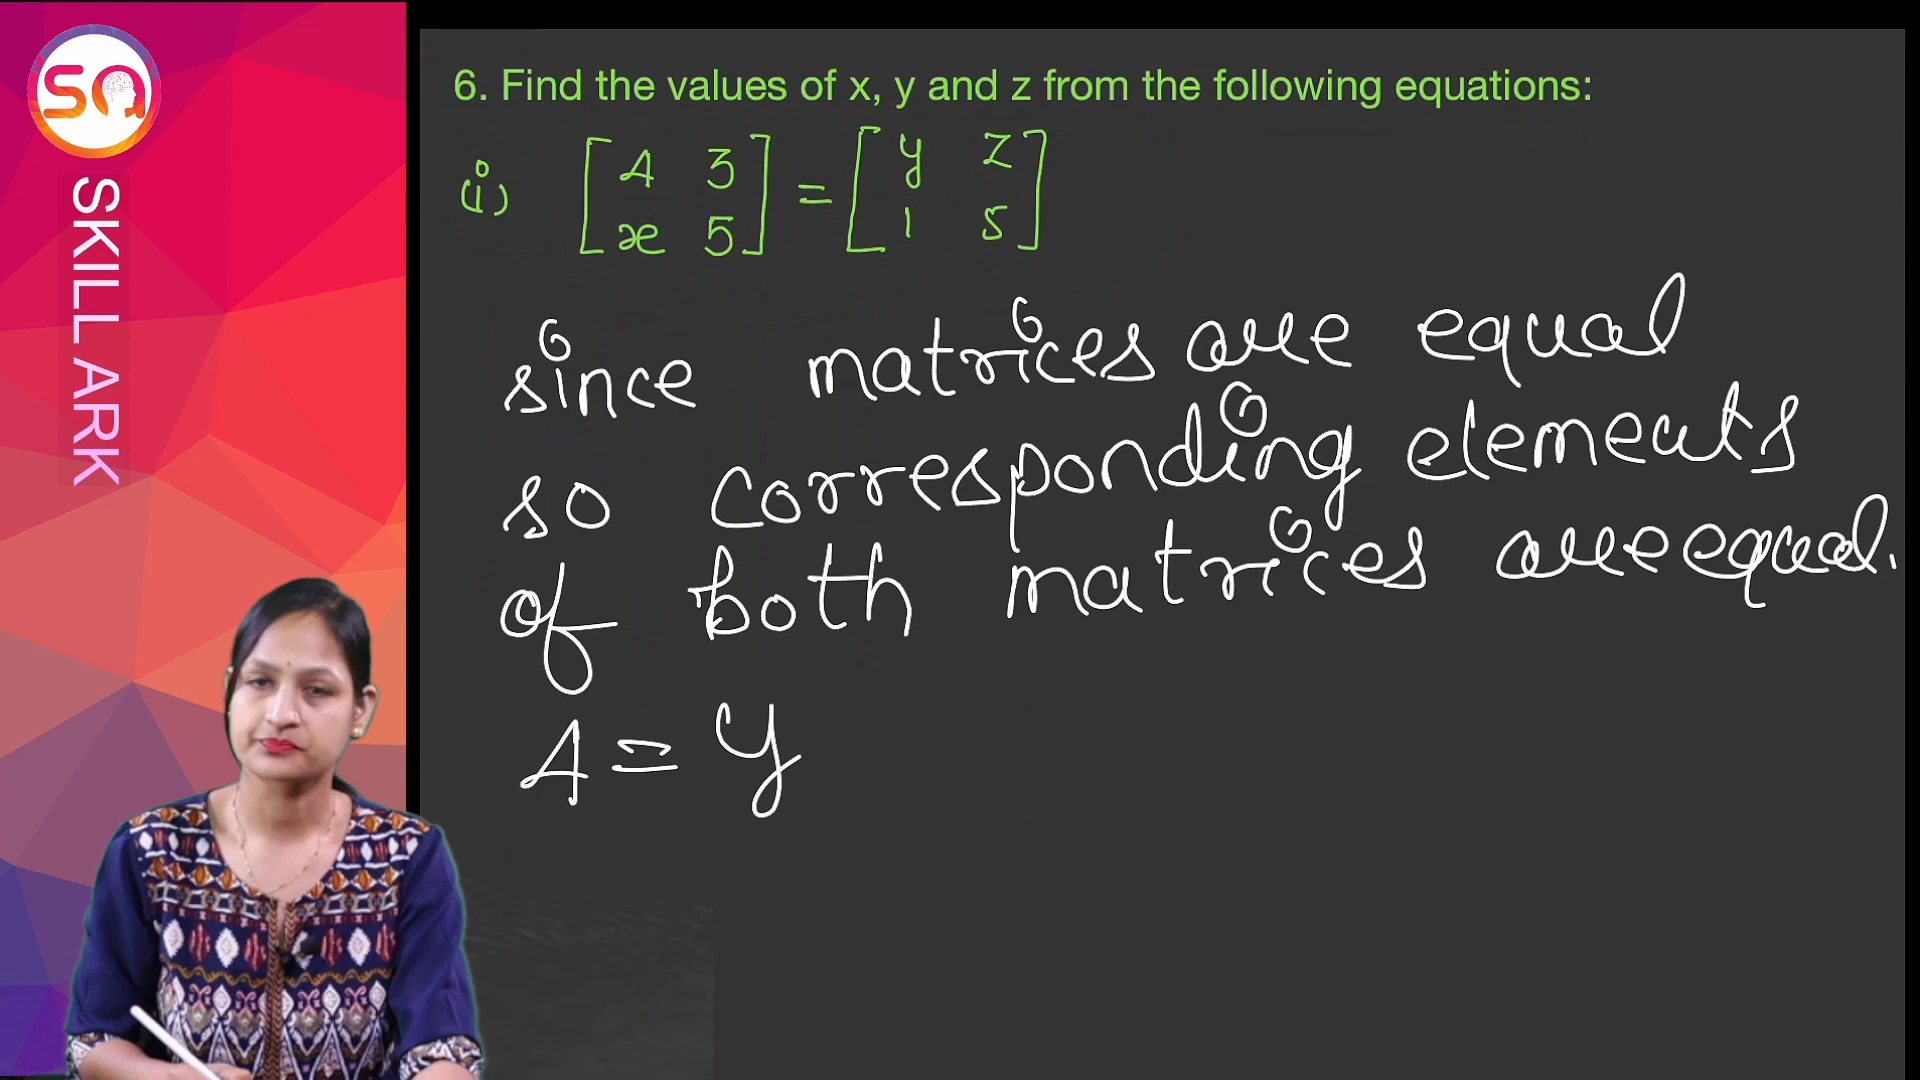 SA
SKILL ARK
6. Find the values of x, y and z from the following equations:
(i) [4 3 = [y z
x 5] 1 5]
since matrices are equal
so corresponding elements
of both matrices are equal.
4 = y